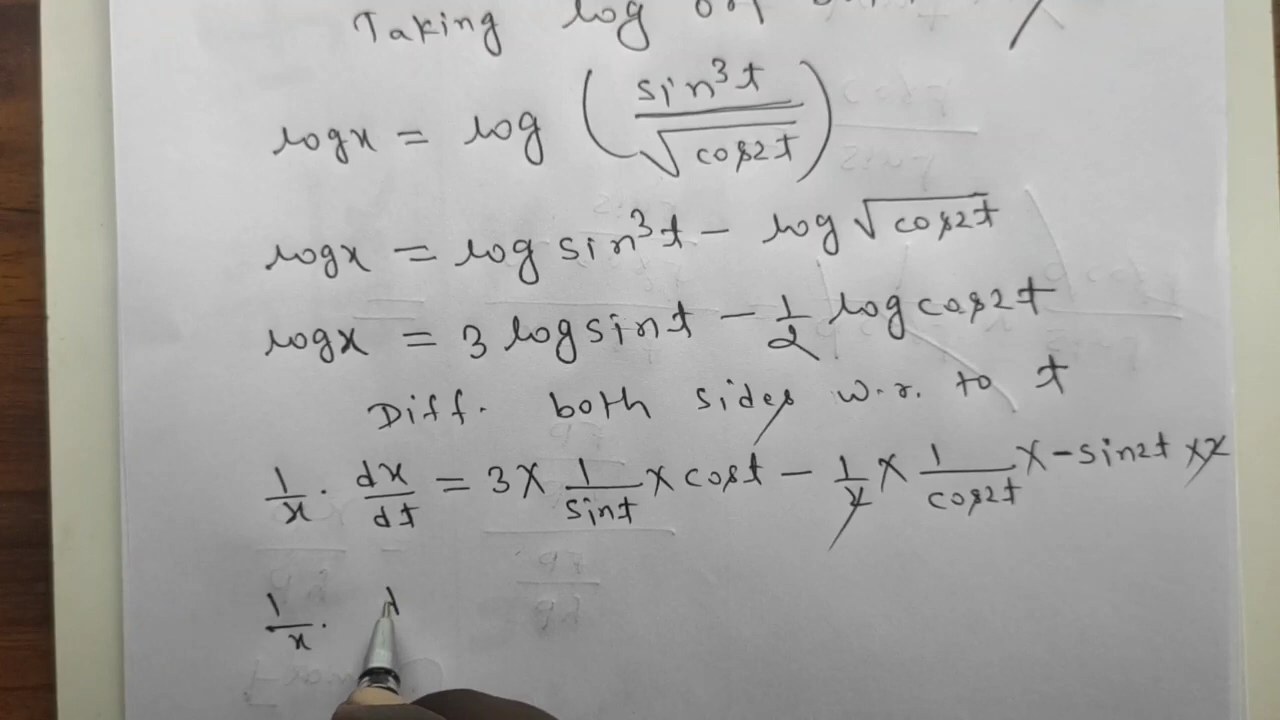 Taking log on
logx = log (sin³t / √cos2t)
logx = log sin³t – log √cos2t
logx = 3 log sint – 1/2 log cos2t
Diff. both sides w.r. to t
1/x . dx/dt = 3 × 1/sint × cost – 1/2 × 1/cos2t × –sin2t × 2
1/x .